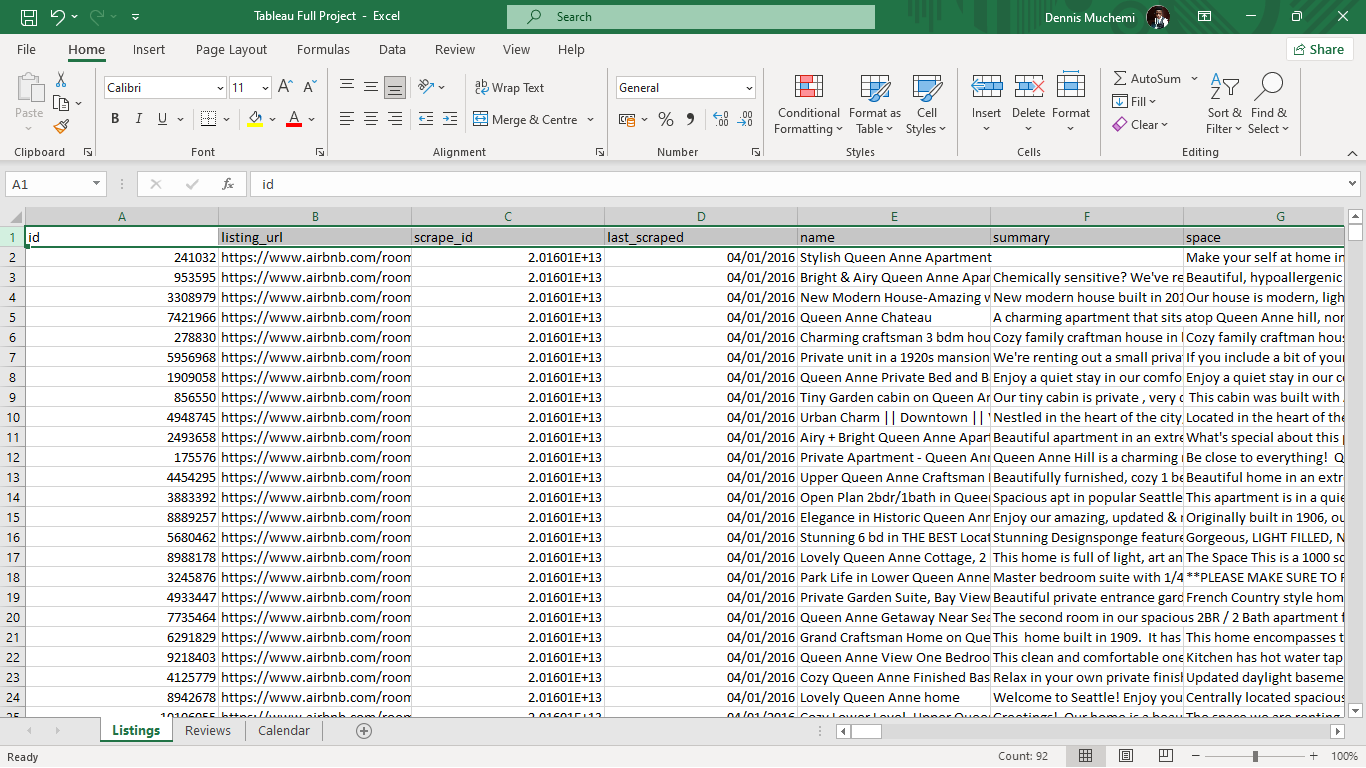 Tableau Full Project - Excel
Search
Dennis Muchemi
File Home Insert Page Layout Formulas Data Review View Help
Share
Paste
Calibri 11
B I U
Wrap Text
Merge & Centre
General
Conditional Formatting
Format as Table
Cell Styles
Insert
Delete
Format
AutoSum
Fill
Clear
Sort & Filter
Find & Select
Clipboard Font Alignment Number Styles Cells Editing
A1 fx id
A B C D E F G
1 id listing_url scrape_id last_scraped name summary space
2 241032 https://www.airbnb.com/room 2.01601E+13 04/01/2016 Stylish Queen Anne Apartment Make your self at home in
3 953595 https://www.airbnb.com/room 2.01601E+13 04/01/2016 Bright & Airy Queen Anne Apar Chemically sensitive? We've re Beautiful, hypoallergenic
4 3308979 https://www.airbnb.com/room 2.01601E+13 04/01/2016 New Modern House-Amazing w New modern house built in 201 Our house is modern, ligh
5 7421966 https://www.airbnb.com/room 2.01601E+13 04/01/2016 Queen Anne Chateau A charming apartment that sits atop Queen Anne hill, nor
6 278830 https://www.airbnb.com/room 2.01601E+13 04/01/2016 Charming craftsman 3 bdm hou Cozy family craftman house in Cozy family craftman hous
7 5956968 https://www.airbnb.com/room 2.01601E+13 04/01/2016 Private unit in a 1920s mansion We're renting out a small priva If you include a bit of your
8 1909058 https://www.airbnb.com/room 2.01601E+13 04/01/2016 Queen Anne Private Bed and B Enjoy a quiet stay in our comfo Enjoy a quiet stay in our c
9 856550 https://www.airbnb.com/room 2.01601E+13 04/01/2016 Tiny Garden cabin on Queen An Our tiny cabin is private , very c This cabin was built with
10 4948745 https://www.airbnb.com/room 2.01601E+13 04/01/2016 Urban Charm || Downtown || Nestled in the heart of the city, Located in the heart of the
11 2493658 https://www.airbnb.com/room 2.01601E+13 04/01/2016 Airy + Bright Queen Anne Apart Beautiful apartment in an extre What's special about this
12 175576 https://www.airbnb.com/room 2.01601E+13 04/01/2016 Private Apartment - Queen Ann Queen Anne Hill is a charming Be close to everything! Q
13 4454295 https://www.airbnb.com/room 2.01601E+13 04/01/2016 Upper Queen Anne Craftsman Beautifully furnished, cozy 1 be Beautiful home in an extr
14 3883392 https://www.airbnb.com/room 2.01601E+13 04/01/2016 Open Plan 2bdr/1bath in Queen Spacious apt in popular Seattle This apartment is in a quie
15 8889257 https://www.airbnb.com/room 2.01601E+13 04/01/2016 Elegance in Historic Queen Ann Enjoy our amazing, updated & Originally built in 1906, ou
16 5680462 https://www.airbnb.com/room 2.01601E+13 04/01/2016 Stunning 6 bd in THE BEST Locat Stunning Designsponge feature Gorgeous, LIGHT FILLED, N
17 8988178 https://www.airbnb.com/room 2.01601E+13 04/01/2016 Lovely Queen Anne Cottage, 2 This home is full of light, art an The Space This is a 1000 sc
18 3245876 https://www.airbnb.com/room 2.01601E+13 04/01/2016 Park Life in Lower Queen Anne Master bedroom suite with 1/4 **PLEASE MAKE SURE TO
19 4933447 https://www.airbnb.com/room 2.01601E+13 04/01/2016 Private Garden Suite, Bay View Beautiful private entrance gard French Country style hom
20 7735464 https://www.airbnb.com/room 2.01601E+13 04/01/2016 Queen Anne Getaway Near Sea The second room in our spacious 2BR / 2 Bath apartment
21 6291829 https://www.airbnb.com/room 2.01601E+13 04/01/2016 Grand Craftsman Home on Que This home built in 1909. It has This home encompasses t
22 9218403 https://www.airbnb.com/room 2.01601E+13 04/01/2016 Queen Anne View One Bedroo This clean and comfortable one Kitchen has hot water tap
23 4125779 https://www.airbnb.com/room 2.01601E+13 04/01/2016 Cozy Queen Anne Finished Bas Relax in your own private finish Updated daylight baseme
24 8942678 https://www.airbnb.com/room 2.01601E+13 04/01/2016 Lovely Queen Anne home Welcome to Seattle! Enjoy you Centrally located spacious
Listings Reviews Calendar
Ready Count: 92 100%